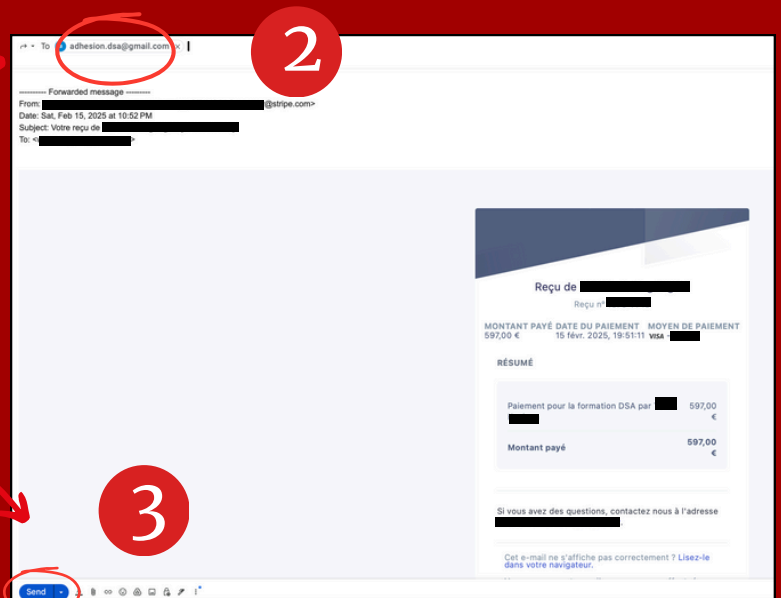 2
To adhesion.dsa@gmail.com ×
---------- Forwarded message ----------
From: @stripe.com>
Date: Sat, Feb 15, 2025 at 10:52 PM
Subject: Votre reçu de
To: < >
Reçu de
Reçu n°
MONTANT PAYÉ DATE DU PAIEMENT MOYEN DE PAIEMENT
597,00 € 15 févr. 2025, 19:51:11 VISA -
RÉSUMÉ
Paiement pour la formation DSA par 597,00
€
Montant payé 597,00
€
Si vous avez des questions, contactez nous à l'adresse
.
3
Cet e-mail ne s'affiche pas correctement ? Lisez-le
dans votre navigateur.
Send